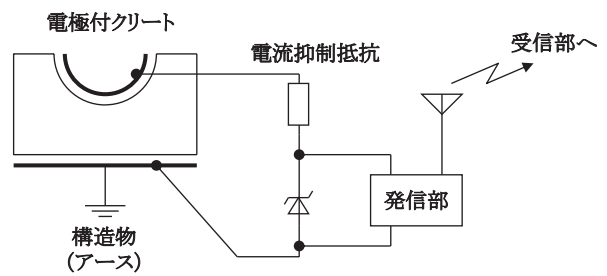 電極付クリート
電流抑制抵抗
受信部へ
発信部
構造物
(アース)